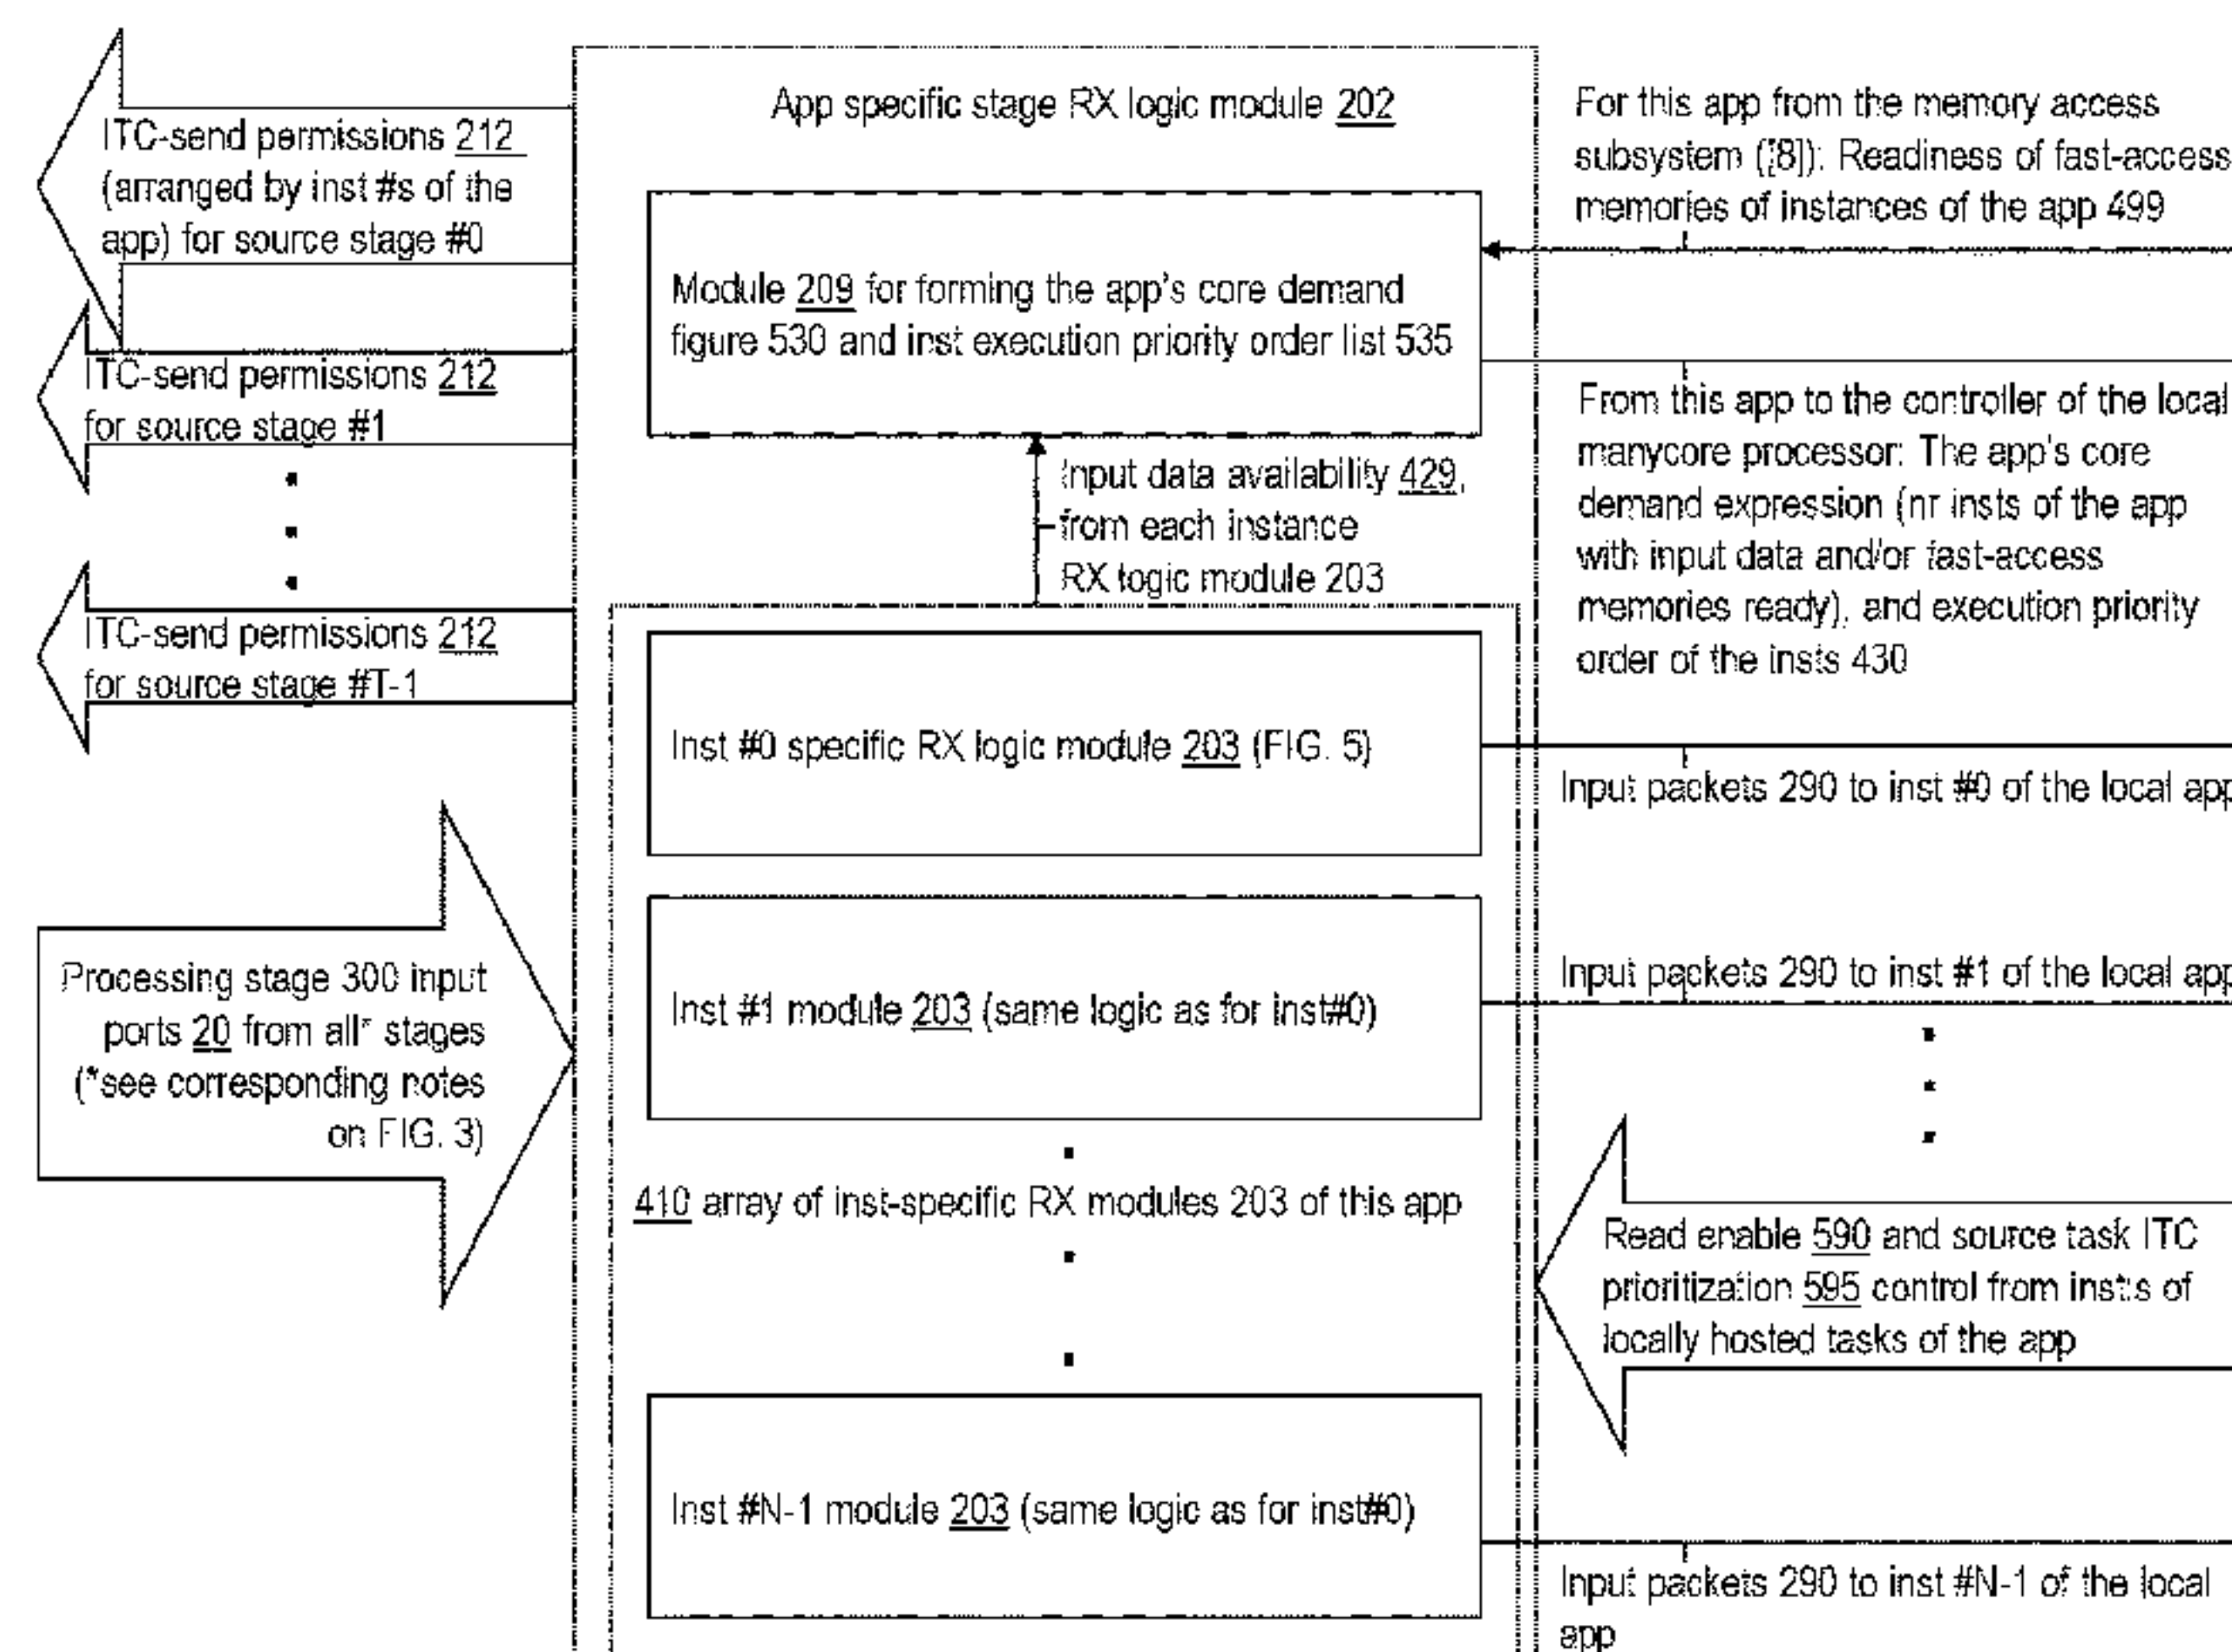 App specific stage RX logic module 202
ITC-send permissions 212
(arranged by inst #s of the
app) for source stage #0
ITC-send permissions 212
for source stage #1
ITC-send permissions 212
for source stage #T-1
Processing stage 300 input
ports 20 from all* stages
(*see corresponding notes
on FIG. 3)
Module 209 for forming the app's core demand
figure 530 and inst execution priority order list 535
Input data availability 429,
from each instance
RX logic module 203
Inst #0 specific RX logic module 203 (FIG. 5)
Inst #1 module 203 (same logic as for inst#0)
410 array of inst-specific RX modules 203 of this app
Inst #N-1 module 203 (same logic as for inst#0)
For this app from the memory access
subsystem ([8]): Readiness of fast-access
memories of instances of the app 499
From this app to the controller of the local
manycore processor: The app's core
demand expression (nr insts of the app
with input data and/or fast-access
memories ready), and execution priority
order of the insts 430
Input packets 290 to inst #0 of the local app
Input packets 290 to inst #1 of the local app
Read enable 590 and source task ITC
prioritization 595 control from insts of
locally hosted tasks of the app
Input packets 290 to inst #N-1 of the local
app